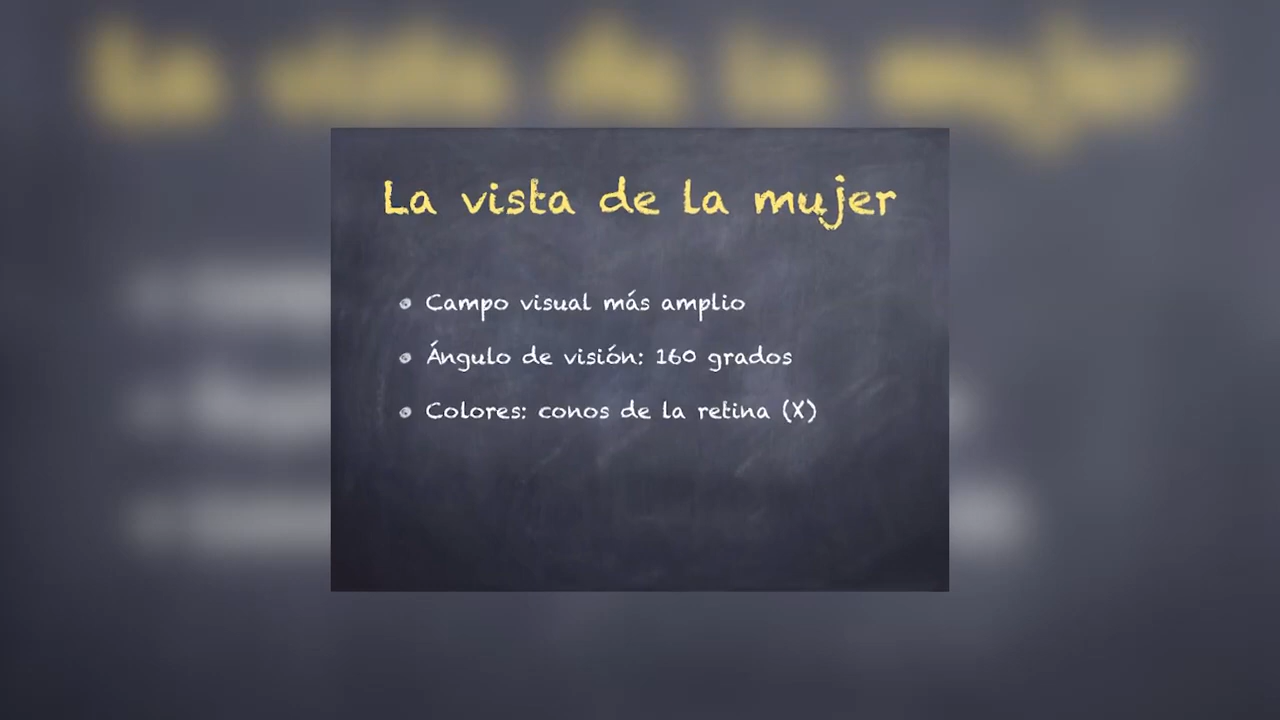 La vista de la mujer
Campo visual más amplio
Ángulo de visión: 160 grados
Colores: conos de la retina (X)